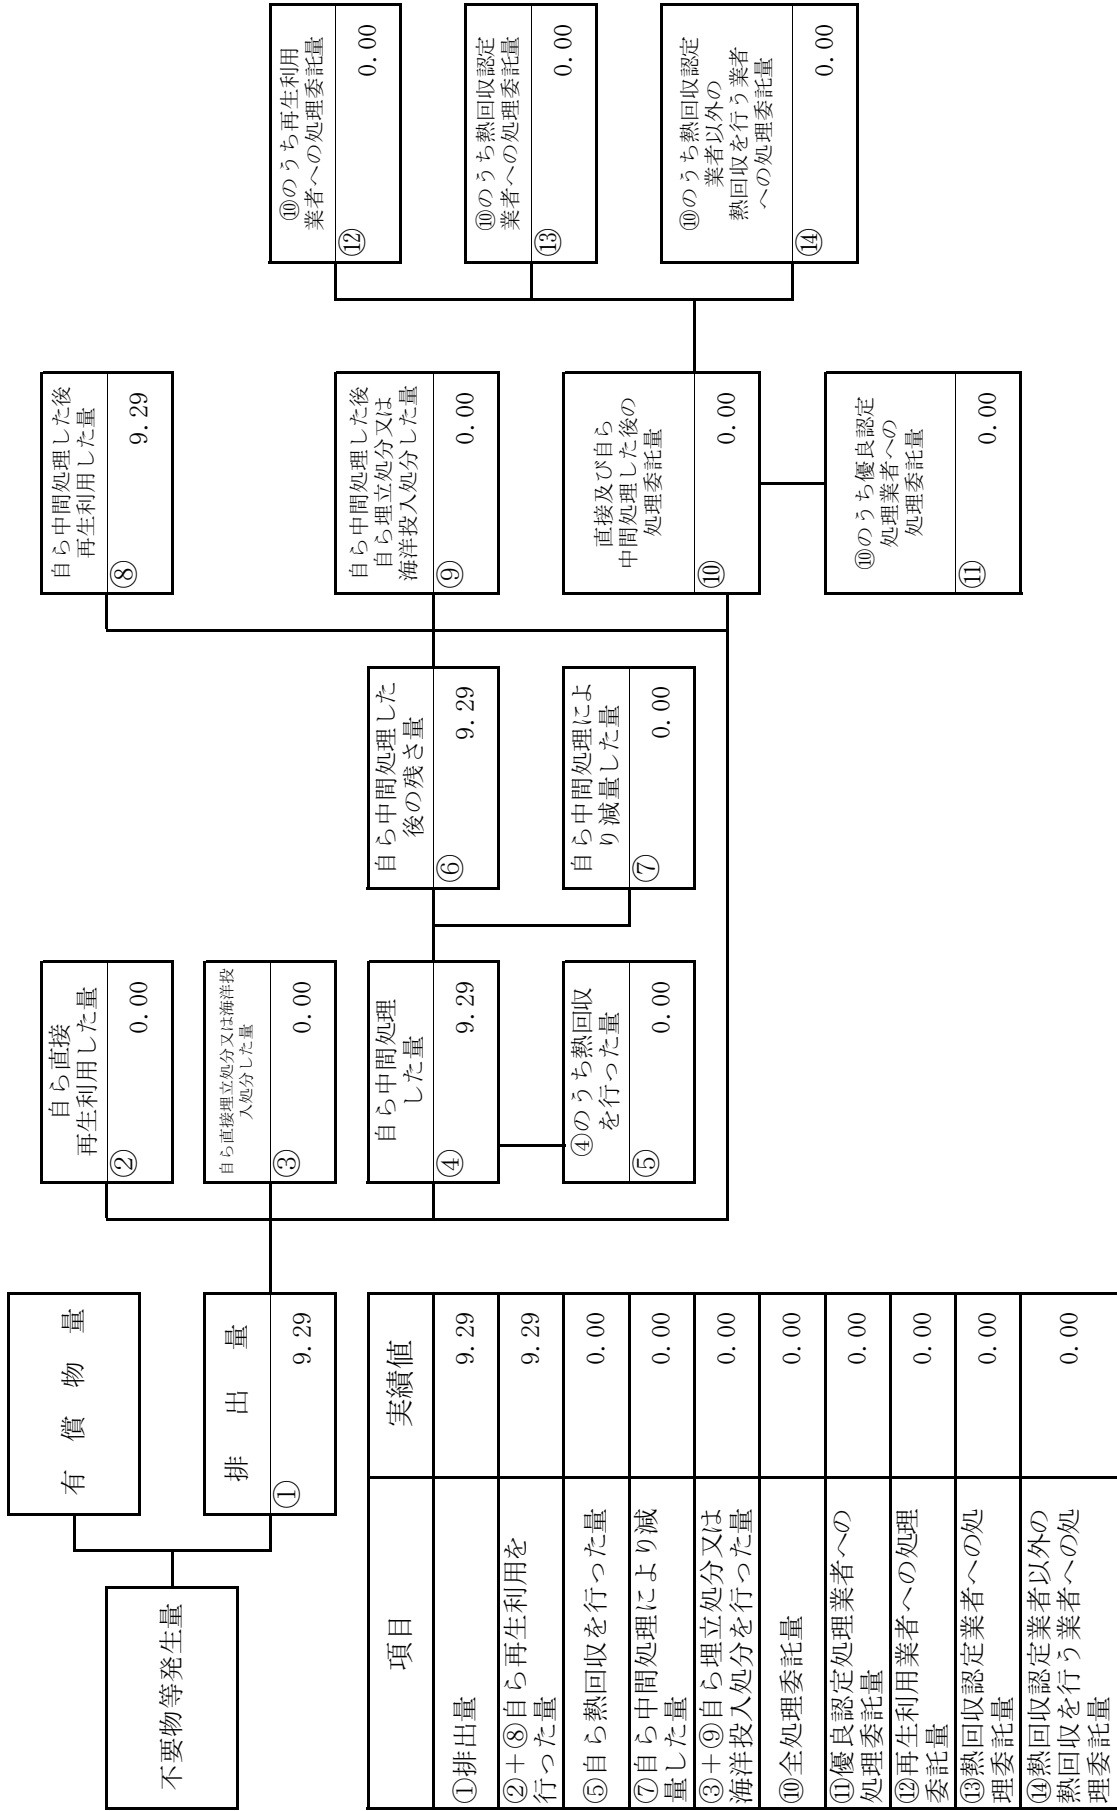 不要物等発生量
有 償 物 量
排 出 量
①
9.29
自ら直接
再生利用した量
②
0.00
自ら直接埋立処分又は海洋投
入処分した量
③
0.00
自ら中間処理
した量
④
9.29
④のうち熱回収
を行った量
⑤
0.00
自ら中間処理した
後の残さ量
⑥
9.29
自ら中間処理によ
り減量した量
⑦
0.00
自ら中間処理した後
再生利用した量
⑧
9.29
自ら中間処理した後
自ら埋立処分又は
海洋投入処分した量
⑨
0.00
直接及び自ら
中間処理した後の
処理委託量
⑩
0.00
⑩のうち優良認定
処理業者への
処理委託量
⑪
0.00
⑩のうち再生利用
業者への処理委託量
⑫
0.00
⑩のうち熱回収認定
業者への処理委託量
⑬
0.00
⑩のうち熱回収認定
業者以外の
熱回収を行う業者
への処理委託量
⑭
0.00
項目
実績値
①排出量
9.29
②+⑧自ら再生利用を
行った量
9.29
⑤自ら熱回収を行った量
0.00
⑦自ら中間処理により減
量した量
0.00
③+⑨自ら埋立処分又は
海洋投入処分を行った量
0.00
⑩全処理委託量
0.00
⑪優良認定処理業者への
処理委託量
0.00
⑫再生利用業者への処理
委託量
0.00
⑬熱回収認定業者への処
理委託量
0.00
⑭熱回収認定業者以外の
熱回収を行う業者への処
理委託量
0.00